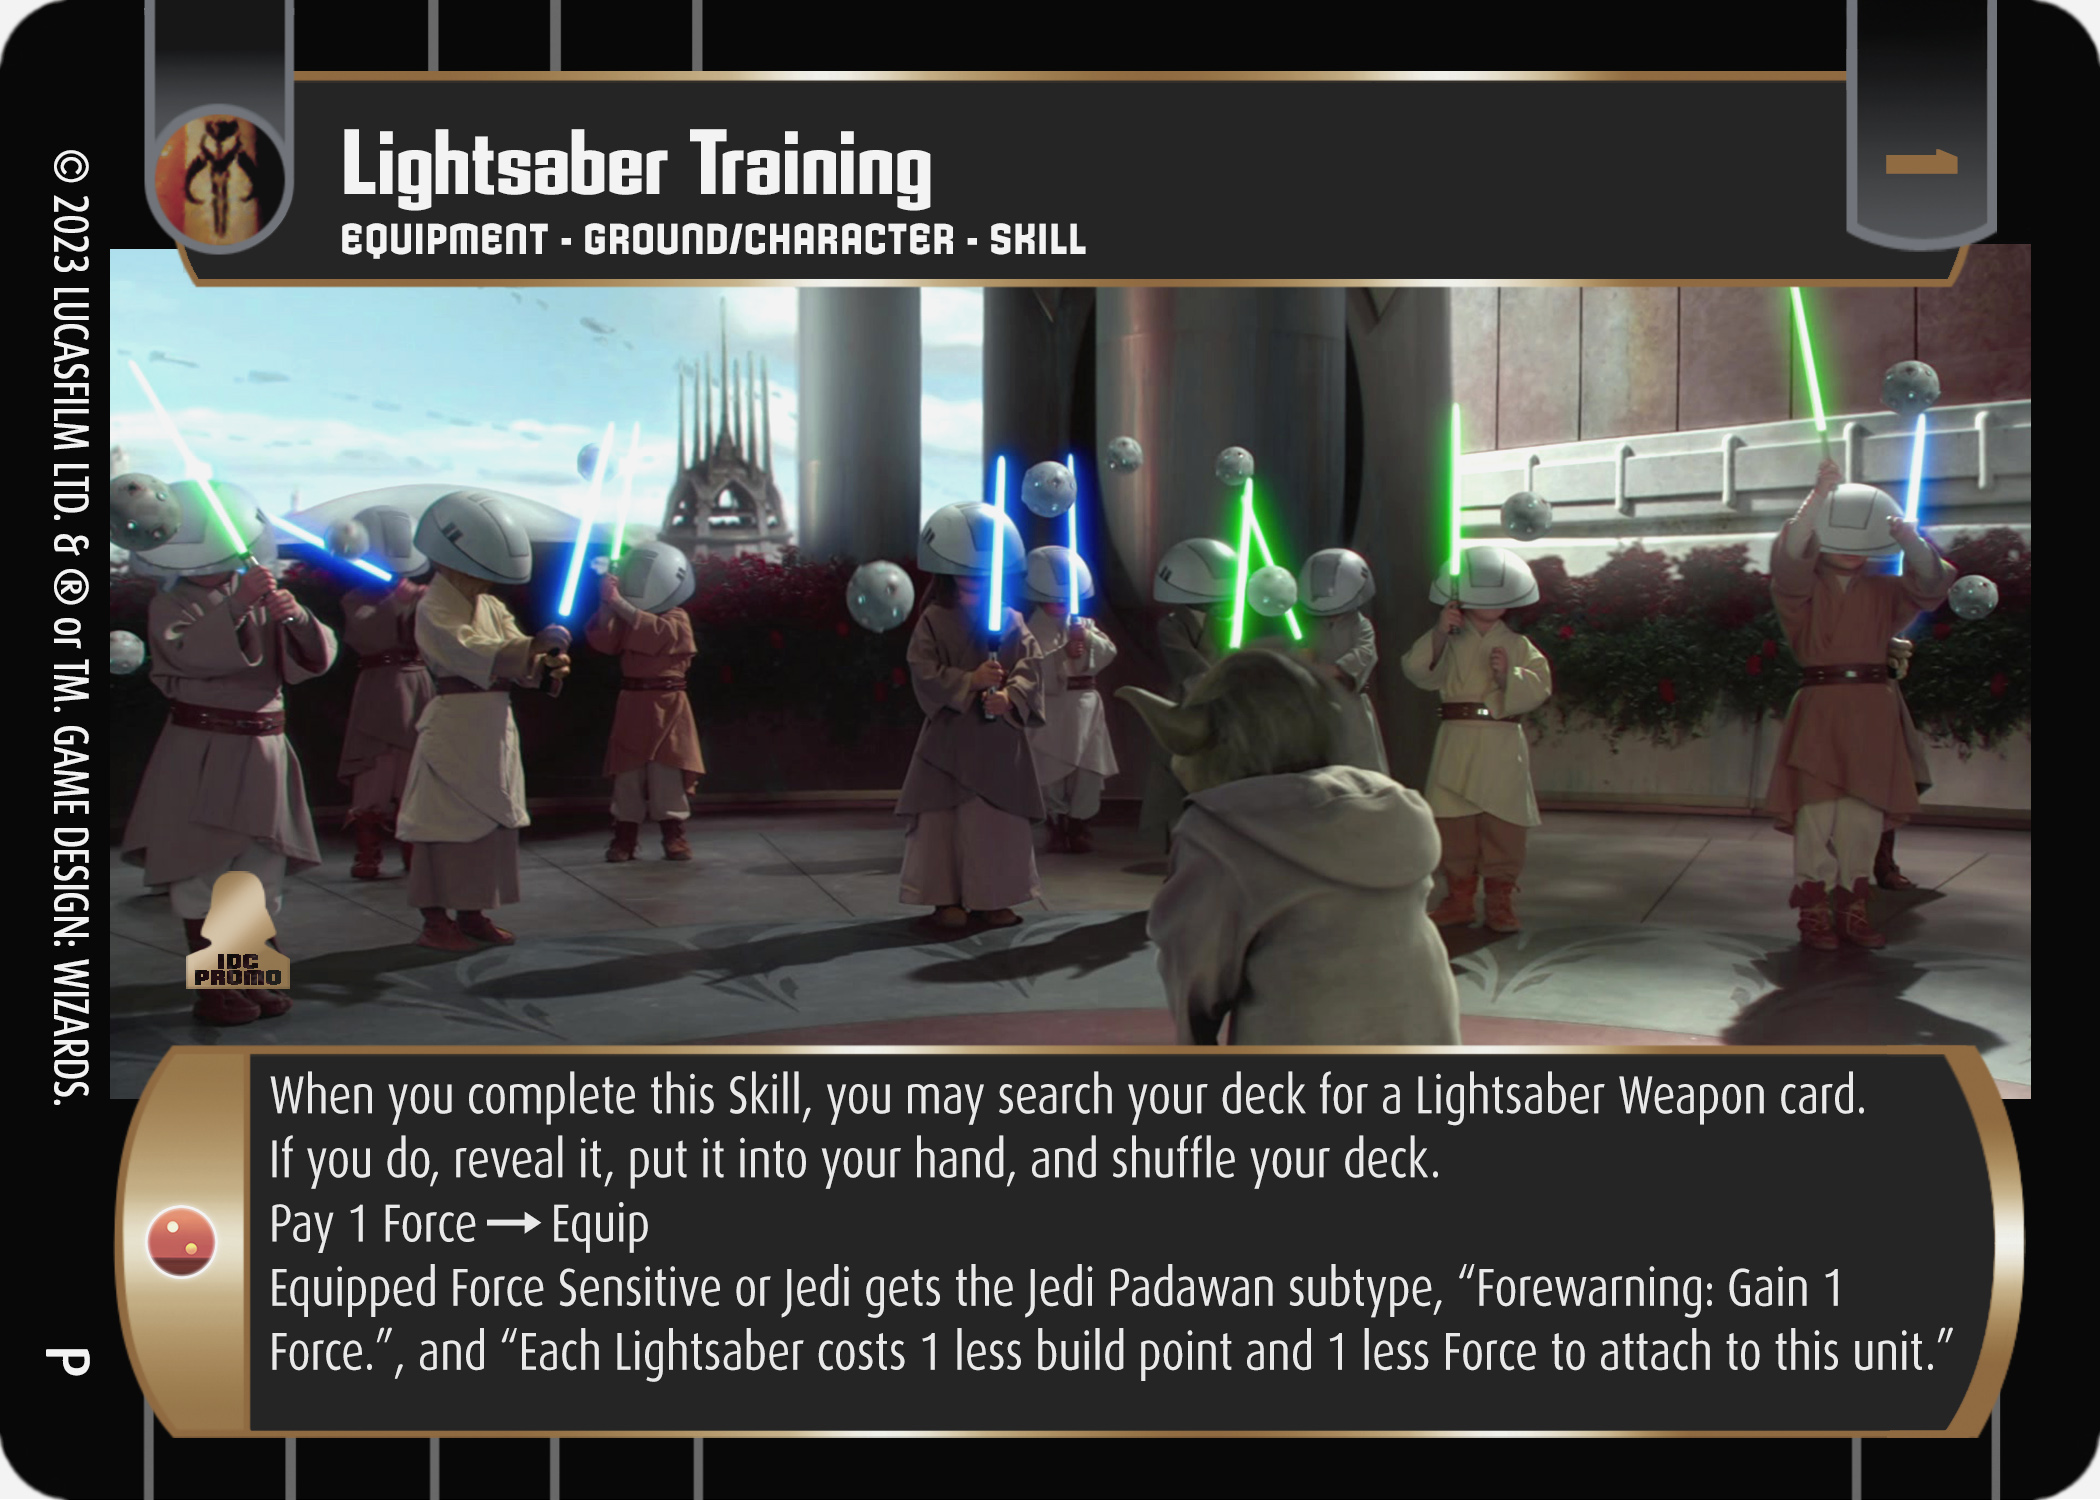 Lightsaber Training
EQUIPMENT - GROUND/CHARACTER - SKILL
1
© 2023 LUCASFILM LTD. & ® or TM. GAME DESIGN: WIZARDS.
P
IDC
PROMO
When you complete this Skill, you may search your deck for a Lightsaber Weapon card.
If you do, reveal it, put it into your hand, and shuffle your deck.
Pay 1 Force → Equip
Equipped Force Sensitive or Jedi gets the Jedi Padawan subtype, “Forewarning: Gain 1
Force.”, and “Each Lightsaber costs 1 less build point and 1 less Force to attach to this unit.”